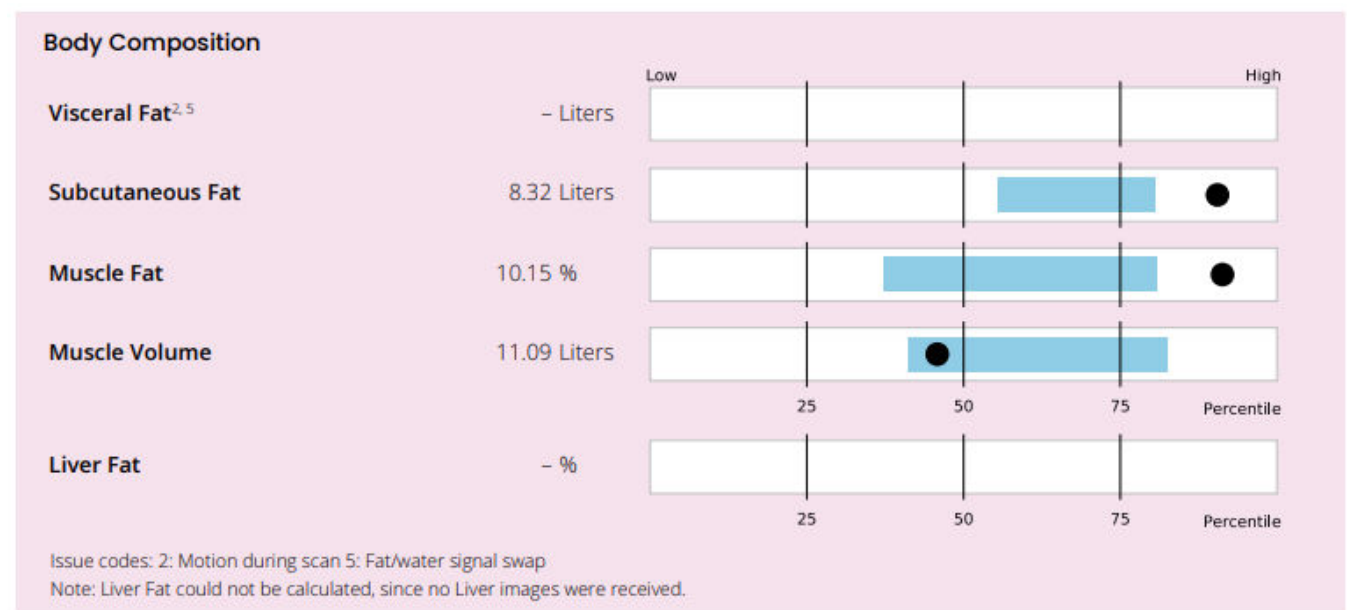 Body Composition
Low High
Visceral Fat2, 5 – Liters
Subcutaneous Fat 8.32 Liters
Muscle Fat 10.15 %
Muscle Volume 11.09 Liters
25 50 75 Percentile
Liver Fat – %
25 50 75 Percentile
Issue codes: 2: Motion during scan 5: Fat/water signal swap
Note: Liver Fat could not be calculated, since no Liver images were received.